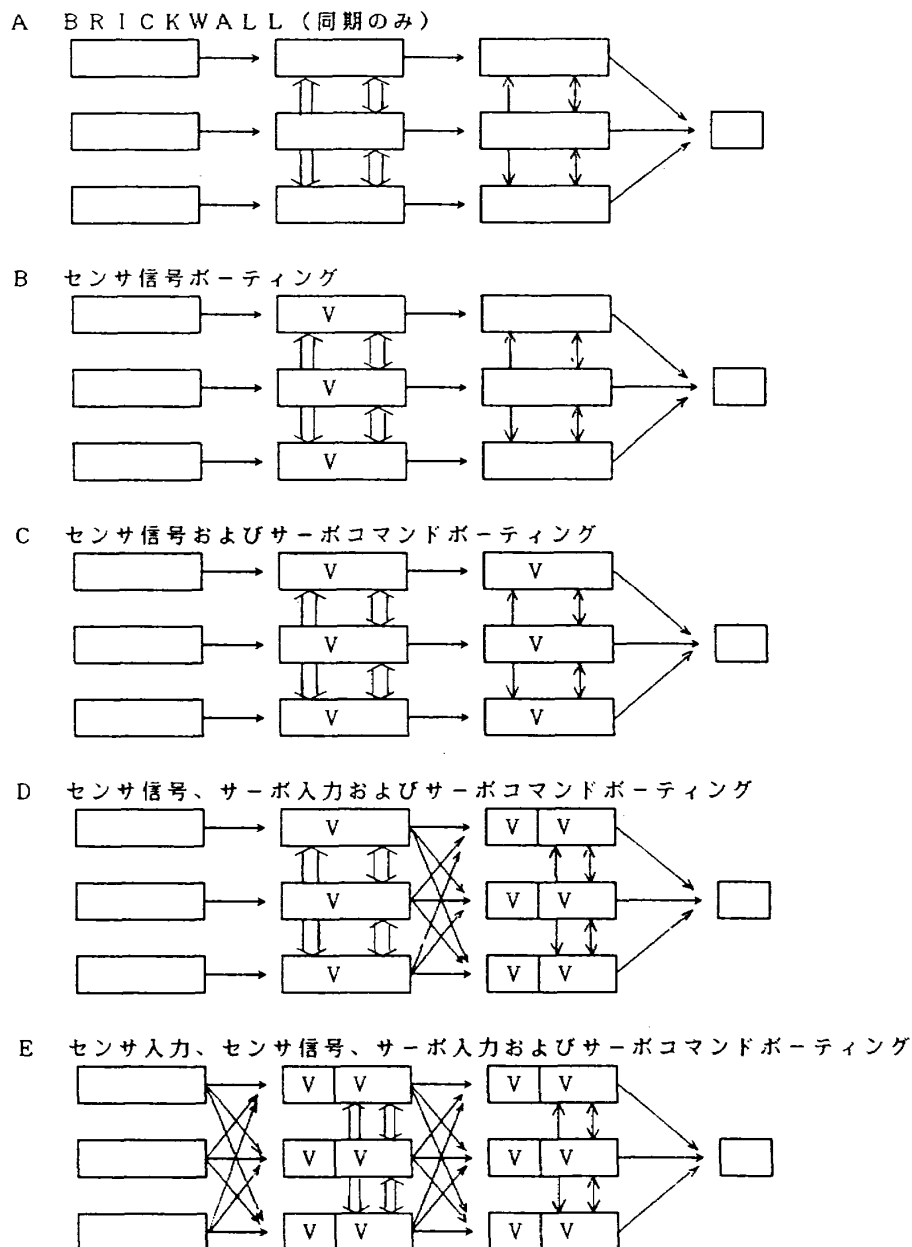 A BRICKWALL(同期のみ)
B センサ信号ボーティング
V
V
V
C センサ信号およびサーボコマンドボーティング
V V
V V
V V
D センサ信号、サーボ入力およびサーボコマンドボーティング
V V V
V V V
V V V
E センサ入力、センサ信号、サーボ入力およびサーボコマンドボーティング
V V V V
V V V V
V V V V